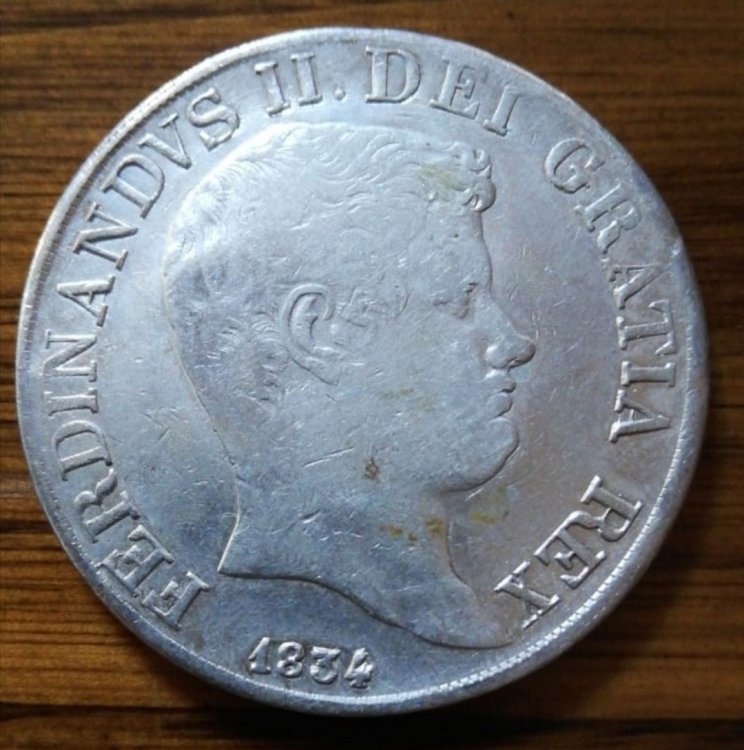 FERDINANDVS II. DEI GRATIA REX
1834